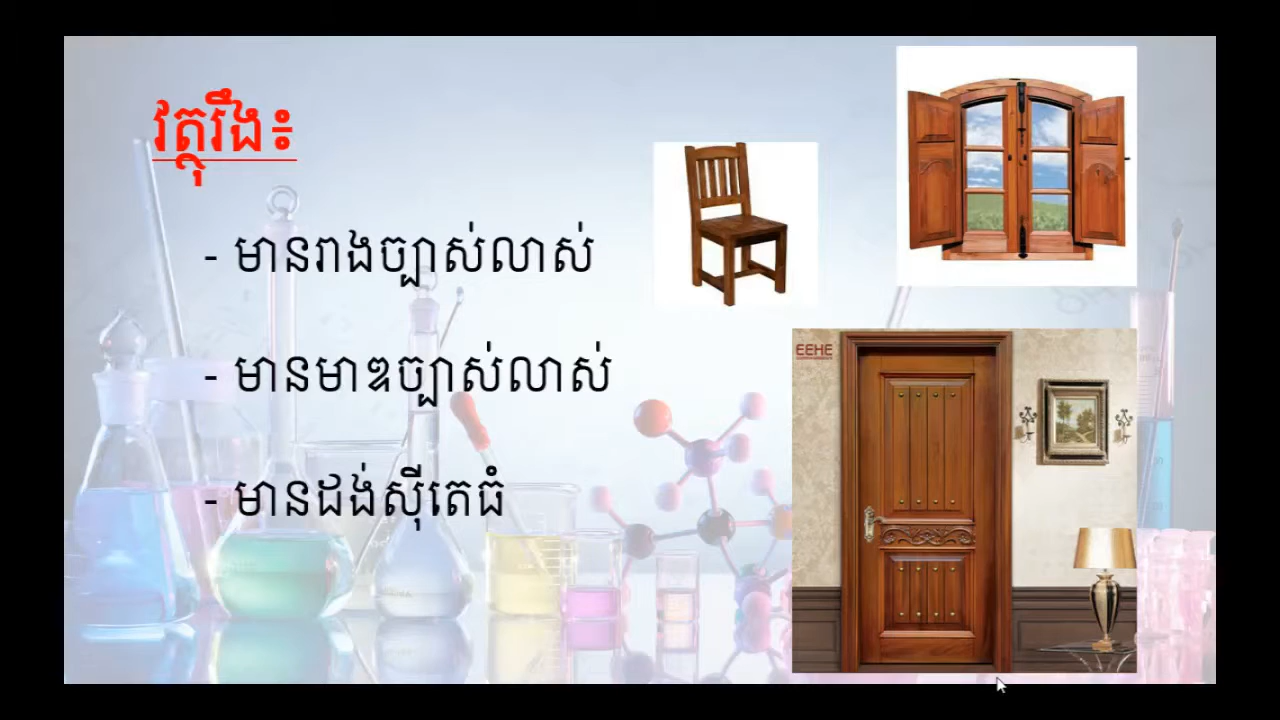 វត្ថុរឹង៖
- មានរាងច្បាស់លាស់
- មានមាឌច្បាស់លាស់
- មានដង់ស៊ីតេធំ
EEHE